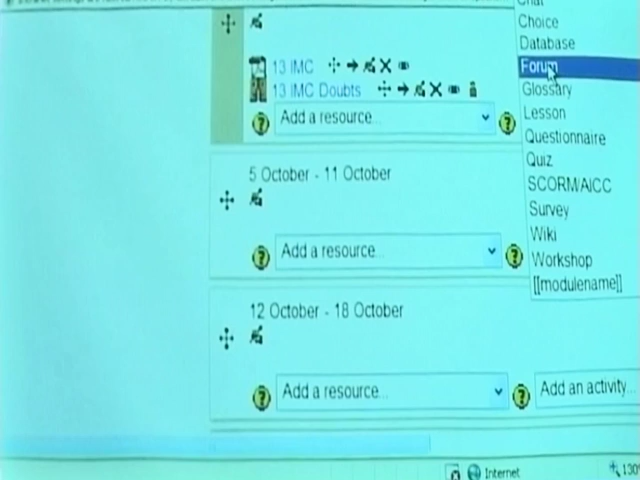 Chat
Choice
Database
Forum
Glossary
Lesson
Questionnaire
Quiz
SCORM/AICC
Survey
Wiki
Workshop
[[modulename]]
13 IMC
13 IMC Doubts
Add a resource...
5 October - 11 October
Add a resource...
12 October - 18 October
Add a resource...
Add an activity...
Internet
130%